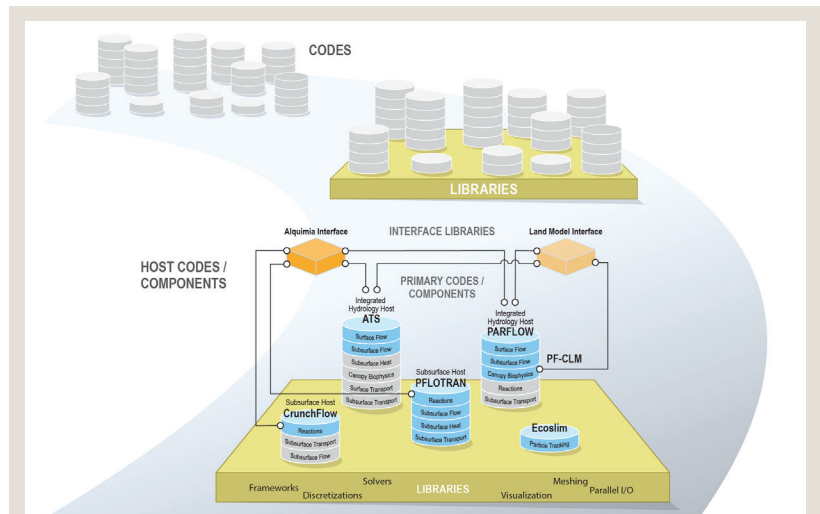 CODES
LIBRARIES
Alquimia Interface
INTERFACE LIBRARIES
Land Model Interface
HOST CODES /
COMPONENTS
PRIMARY CODES /
COMPONENTS
Integrated
Hydrology Host
ATS
Surface Flow
Subsurface Flow
Subsurface Heat
Canopy Biophysics
Surface Transport
Subsurface Transport
Integrated
Hydrology Host
PARFLOW
Surface Flow
Subsurface Flow
Canopy Biophysics
Reactions
Subsurface Transport
PF-CLM
Subsurface Host
PFLOTRAN
Reactions
Subsurface Flow
Subsurface Heat
Subsurface Transport
Subsurface Host
CrunchFlow
Reactions
Subsurface Transport
Subsurface Flow
Ecoslim
Particle Tracking
Frameworks
Discretizations
Solvers
LIBRARIES
Visualization
Meshing
Parallel I/O